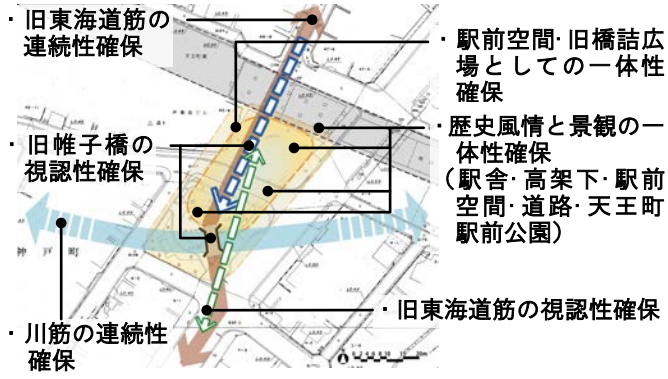 ・旧東海道筋の
連続性確保
・駅前空間・旧橋詰広
場としての一体性
確保
・旧帷子橋の
視認性確保
・歴史風情と景観の一
体性確保
（駅舎・高架下・駅前
空間・道路・天王町
駅前公園）
神戸町
・旧東海道筋の視認性確保
・川筋の連続性
確保